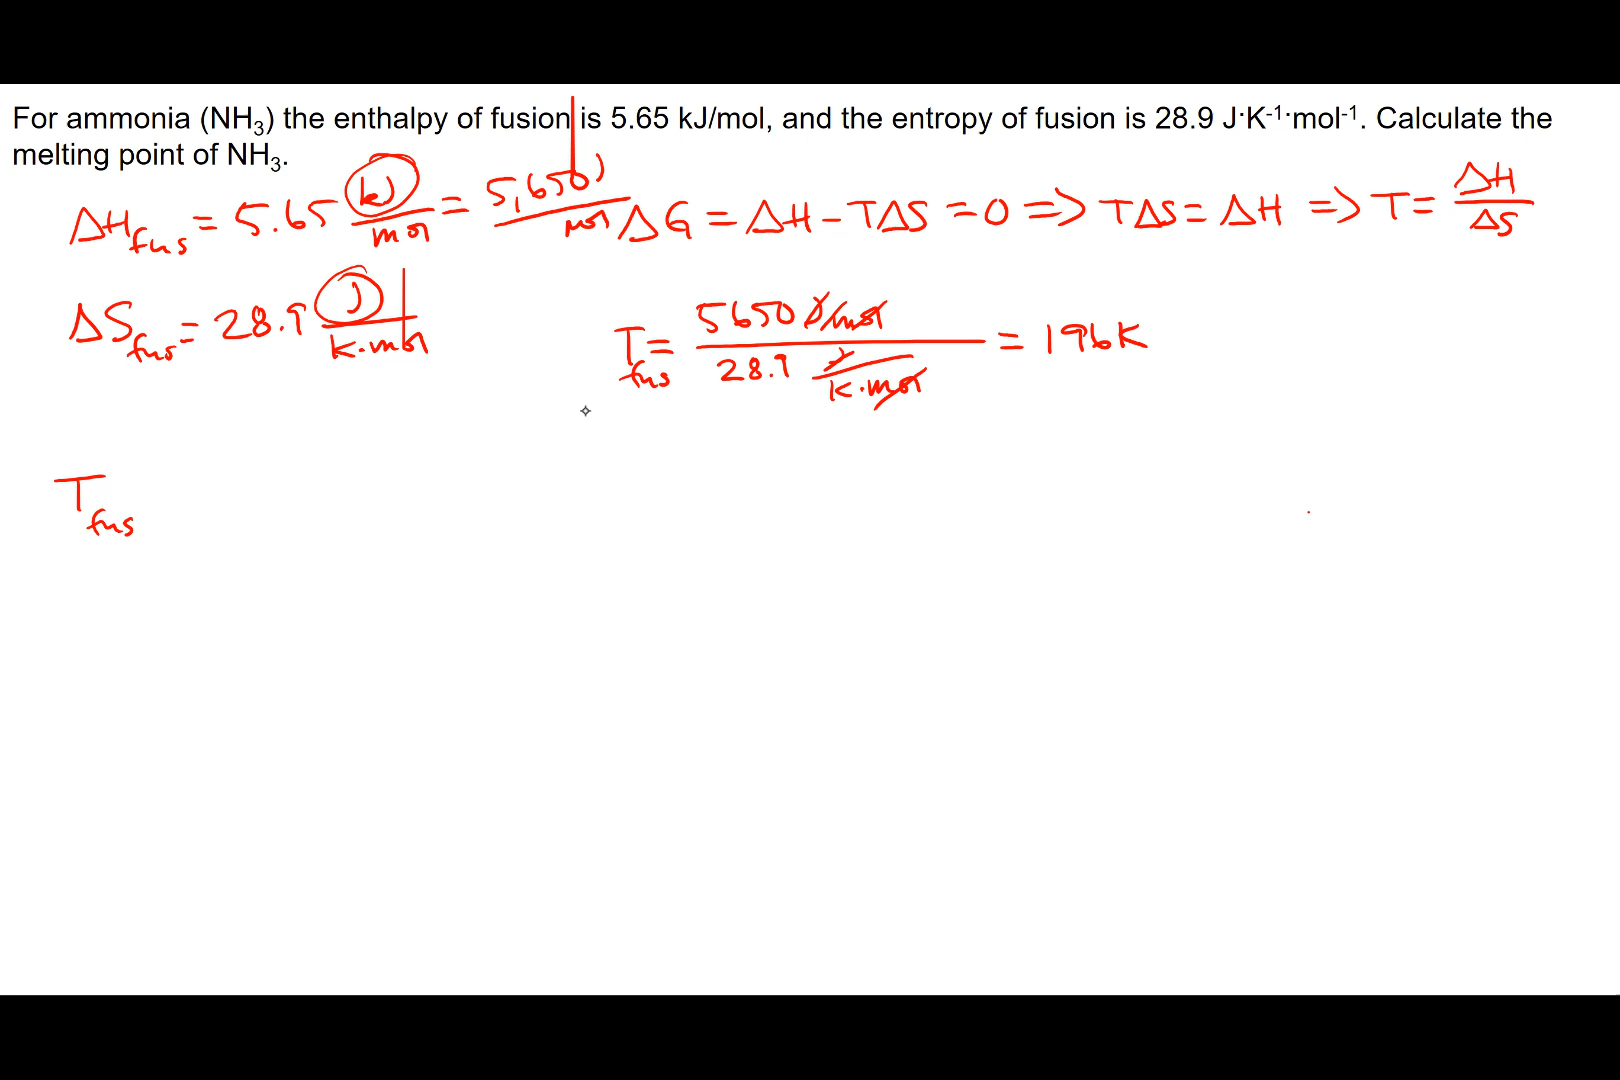 For ammonia (NH3) the enthalpy of fusion is 5.65 kJ/mol, and the entropy of fusion is 28.9 J·K-1·mol-1. Calculate the
melting point of NH3.
ΔHfus = 5.65 kJ/mol = 5,650 J/mol
ΔG = ΔH - TΔS = 0 => TΔS = ΔH => T = ΔH/ΔS
ΔSfus = 28.9 J/K·mol
Tfus = 5650 J/mol / 28.9 J/K·mol = 196K
Tfus